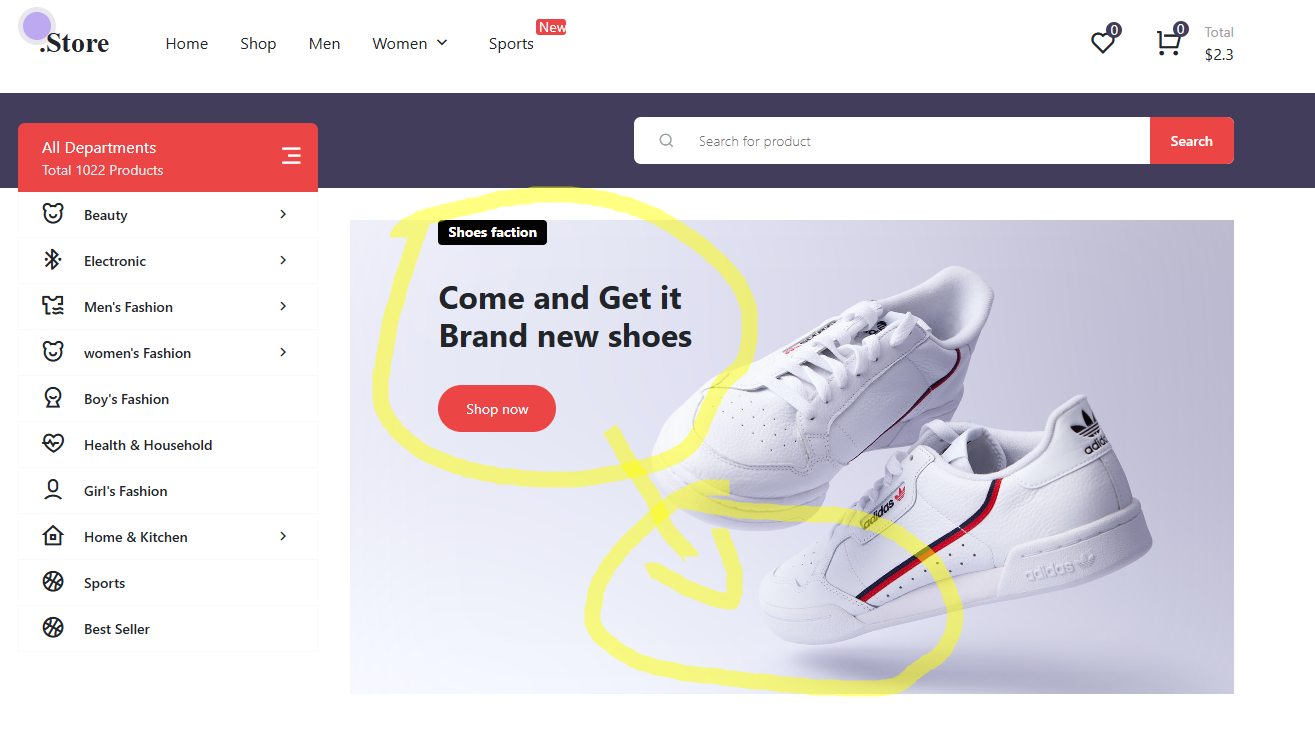 .Store
Home
Shop
Men
Women
Sports
New
0
0
Total
$2.3
All Departments
Total 1022 Products
Search for product
Search
Beauty
Electronic
Men's Fashion
women's Fashion
Boy's Fashion
Health & Household
Girl's Fashion
Home & Kitchen
Sports
Best Seller
Shoes faction
Come and Get it
Brand new shoes
Shop now
adidas
adidas
adidas